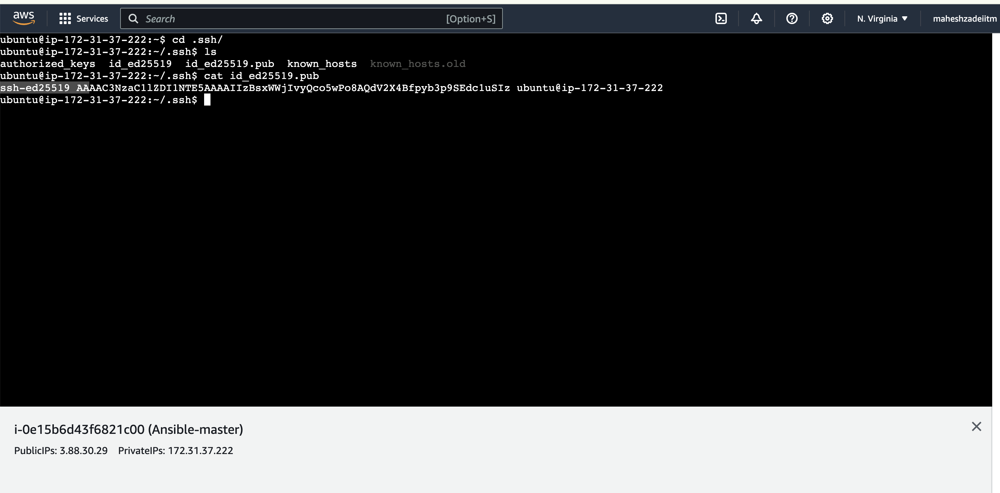 aws Services Search [Option+S] N. Virginia maheshzadeiitm
ubuntu@ip-172-31-37-222:~$ cd .ssh/
ubuntu@ip-172-31-37-222:~/.ssh$ ls
authorized_keys  id_ed25519  id_ed25519.pub  known_hosts  known_hosts.old
ubuntu@ip-172-31-37-222:~/.ssh$ cat id_ed25519.pub
ssh-ed25519 AAAAC3NzaC1lZDI1NTE5AAAAIIzBsxWWjIvyQco5wPo8AQdV2X4Bfpyb3p9SEdc1uSIz ubuntu@ip-172-31-37-222
ubuntu@ip-172-31-37-222:~/.ssh$
i-0e15b6d43f6821c00 (Ansible-master)
PublicIPs: 3.88.30.29 PrivateIPs: 172.31.37.222